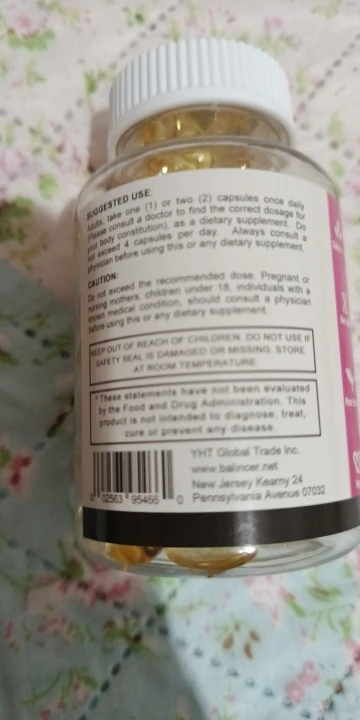 SUGGESTED USE:
Adults, take one (1) or two (2) capsules once daily
(Please consult a doctor to find the correct dosage for
your body constitution), as a dietary supplement. Do
not exceed 4 capsules per day. Always consult a
physician before using this or any dietary supplement.
CAUTION:
Do not exceed the recommended dose. Pregnant or
nursing mothers, children under 18, individuals with a
known medical condition, should consult a physician
before using this or any dietary supplement.
KEEP OUT OF REACH OF CHILDREN. DO NOT USE IF
SAFETY SEAL IS DAMAGED OR MISSING. STORE
AT ROOM TEMPERATURE.
* These statements have not been evaluated
by the Food and Drug Administration. This
product is not intended to diagnose, treat,
cure or prevent any disease.
YHT Global Trade Inc.
www.balincer.net
New Jersey Kearny 24
Pennsylvania Avenue 07032
0 02563 95466 0